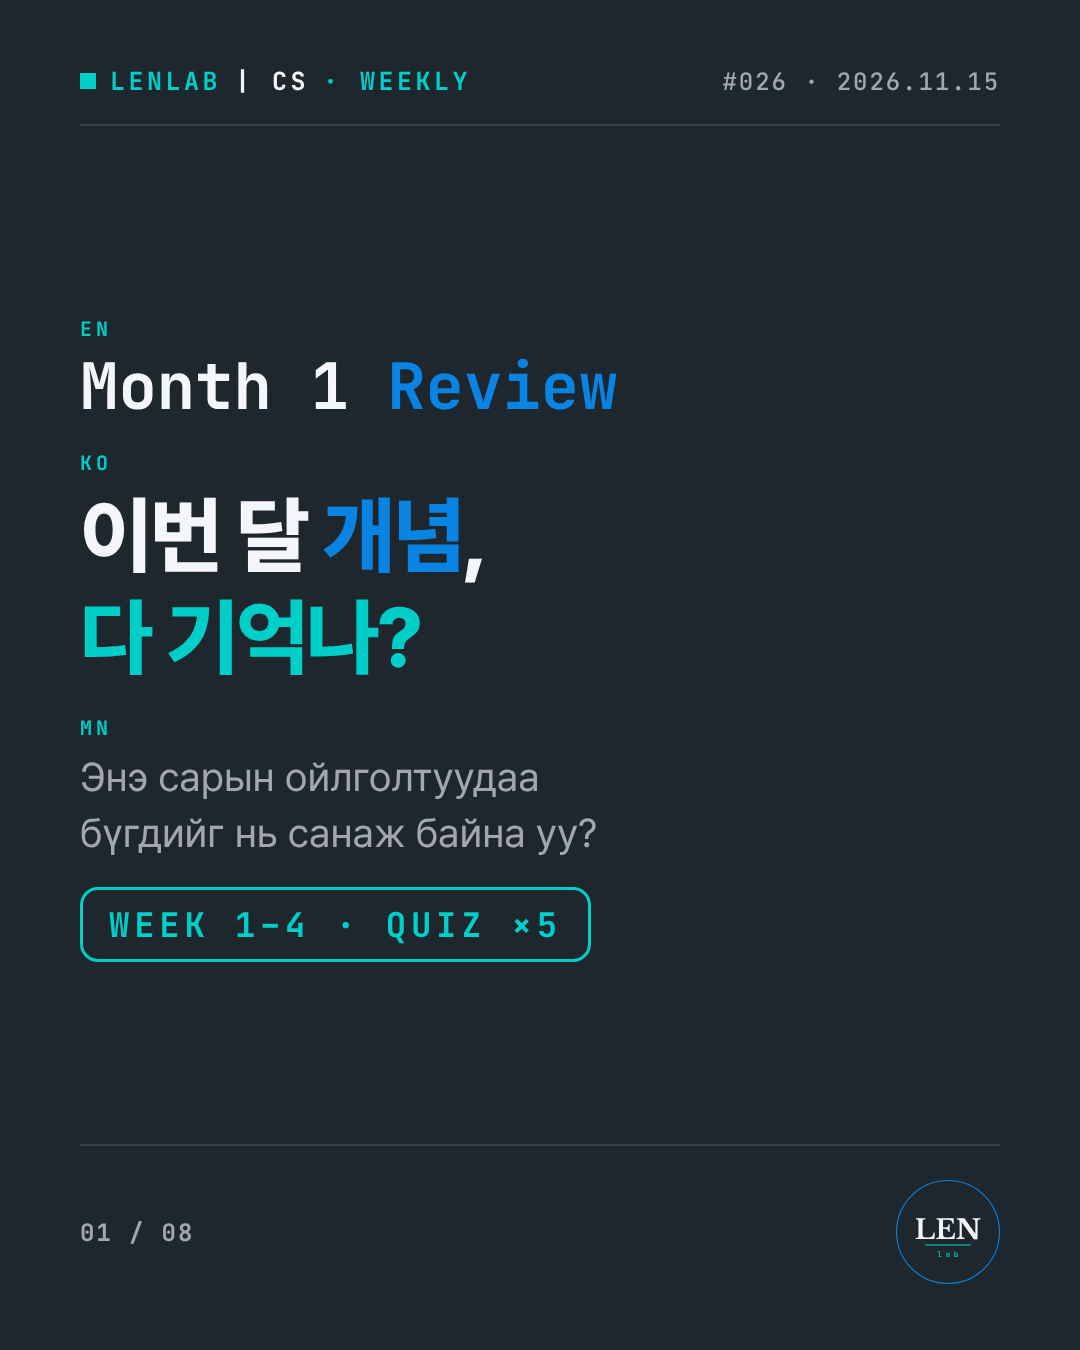 LENLAB | CS · WEEKLY
#026 · 2026.11.15
EN
Month 1 Review
KO
이번 달 개념,
다 기억나?
MN
Энэ сарын ойлголтуудаа
бүгдийг нь санаж байна уу?
WEEK 1–4 · QUIZ ×5
01 / 08
LEN
lab